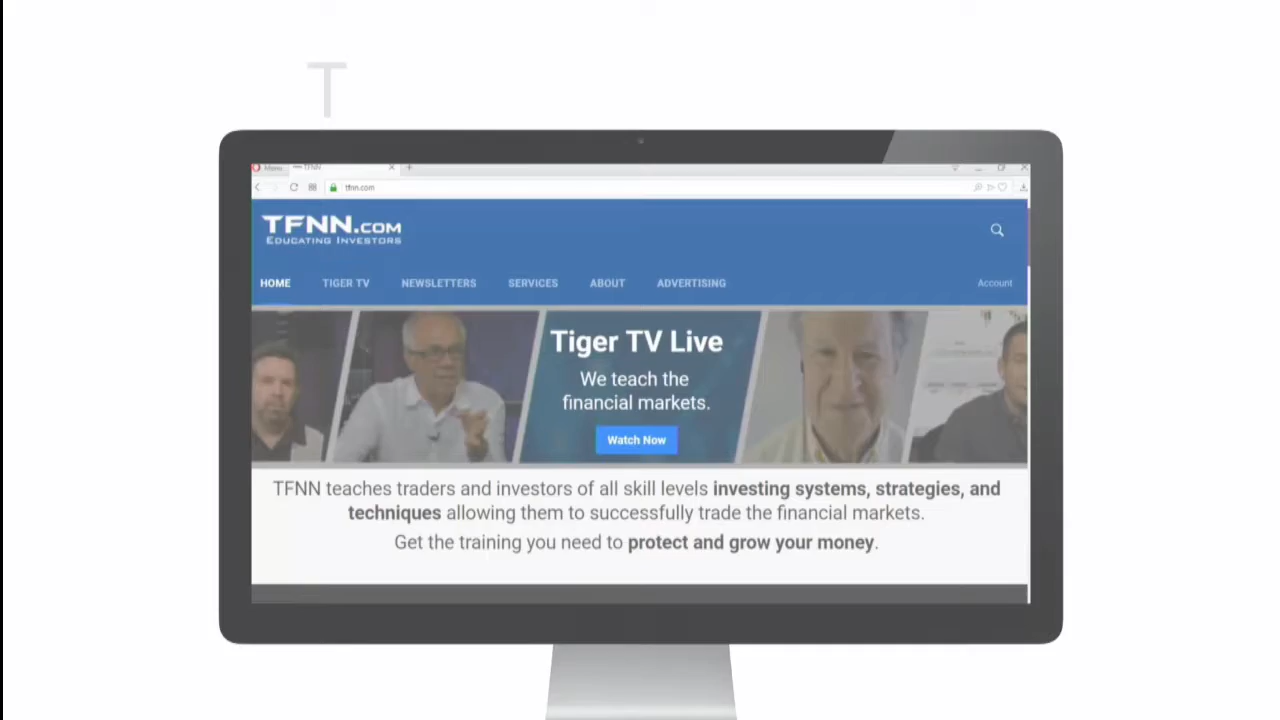 T
Menu
TFNN
tfnn.com
TFNN.COM
EDUCATING INVESTORS
HOME TIGER TV NEWSLETTERS SERVICES ABOUT ADVERTISING Account
Tiger TV Live
We teach the
financial markets.
Watch Now
TFNN teaches traders and investors of all skill levels investing systems, strategies, and
techniques allowing them to successfully trade the financial markets.
Get the training you need to protect and grow your money.